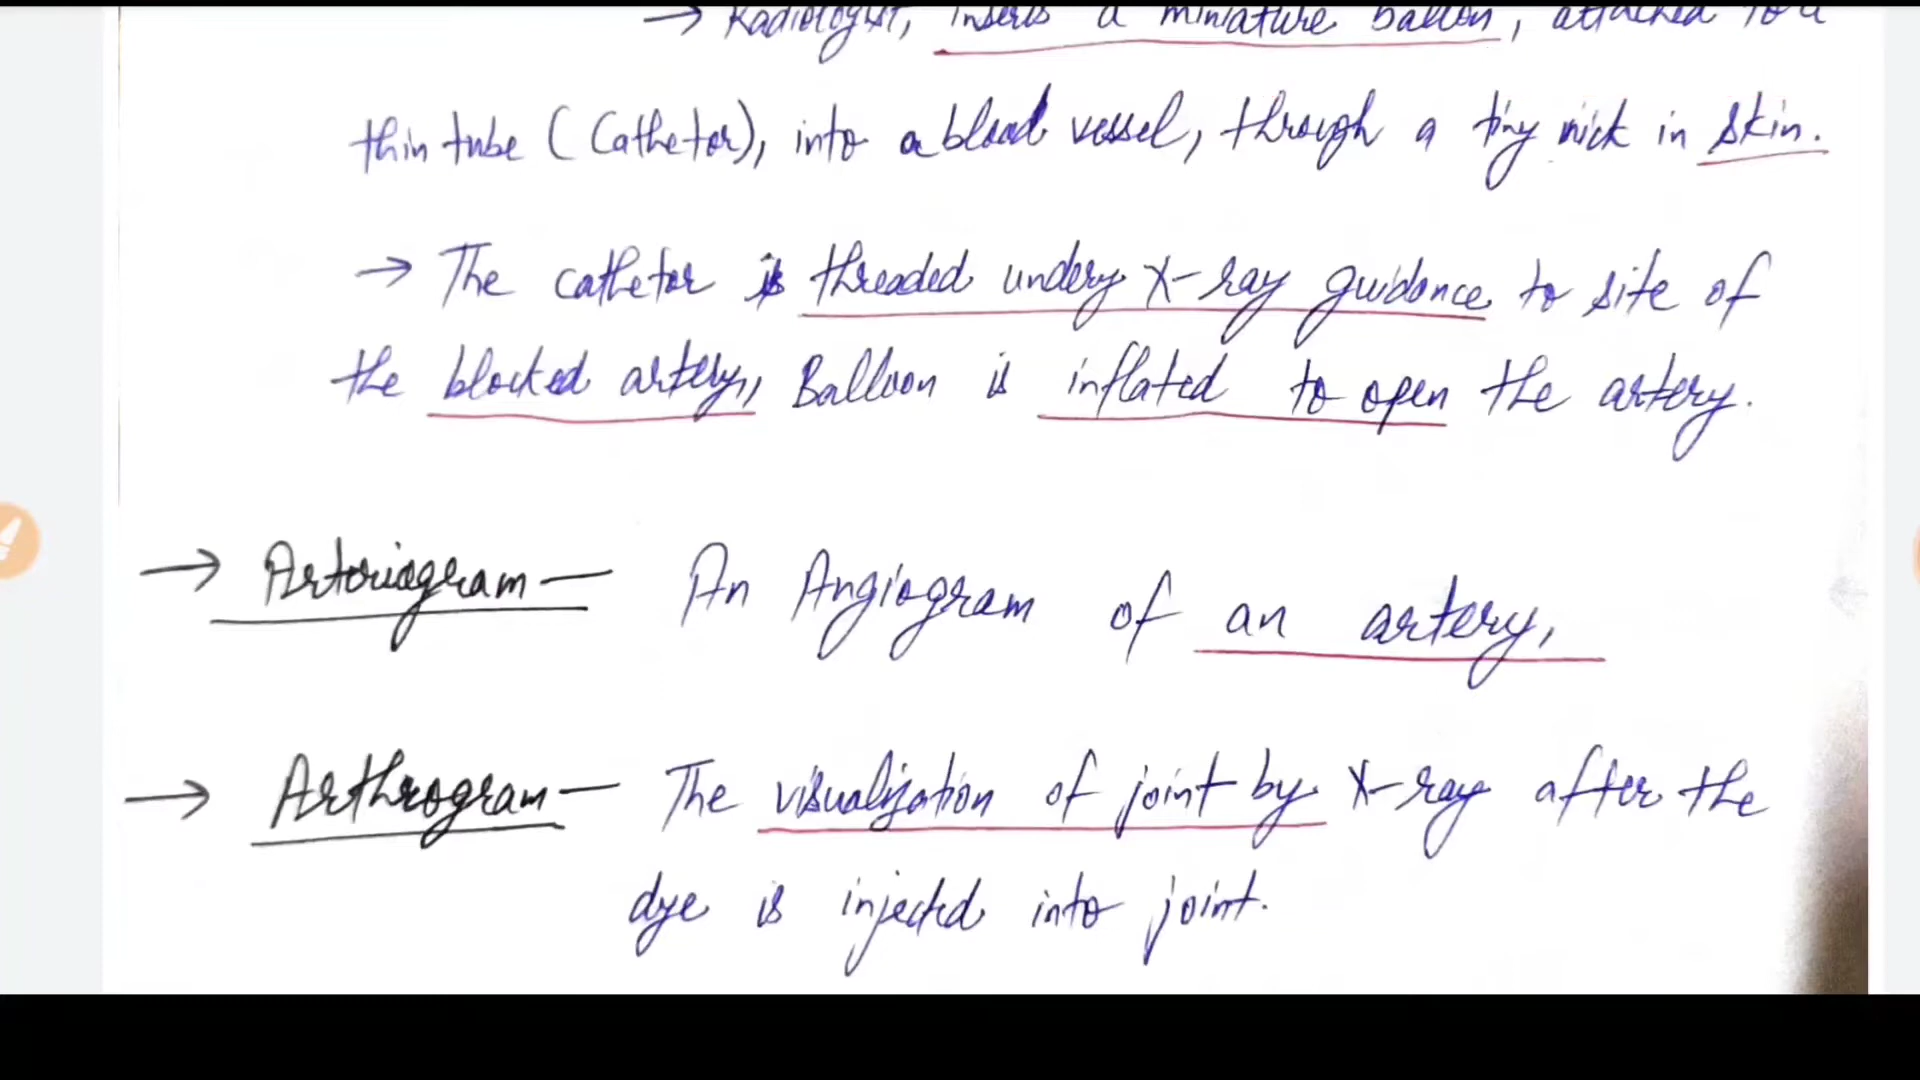 → Radiologist, inserts a miniature ballon, attached to a
thin tube (Catheter), into a blood vessel, through a tiny nick in skin.
→ The catheter is threaded under X-ray guidance to site of
the blocked artery, Balloon is inflated to open the artery.
→ Arteriogram — An Angiogram of an artery,
→ Arthrogram — The visualization of joint by X-ray after the
dye is injected into joint.